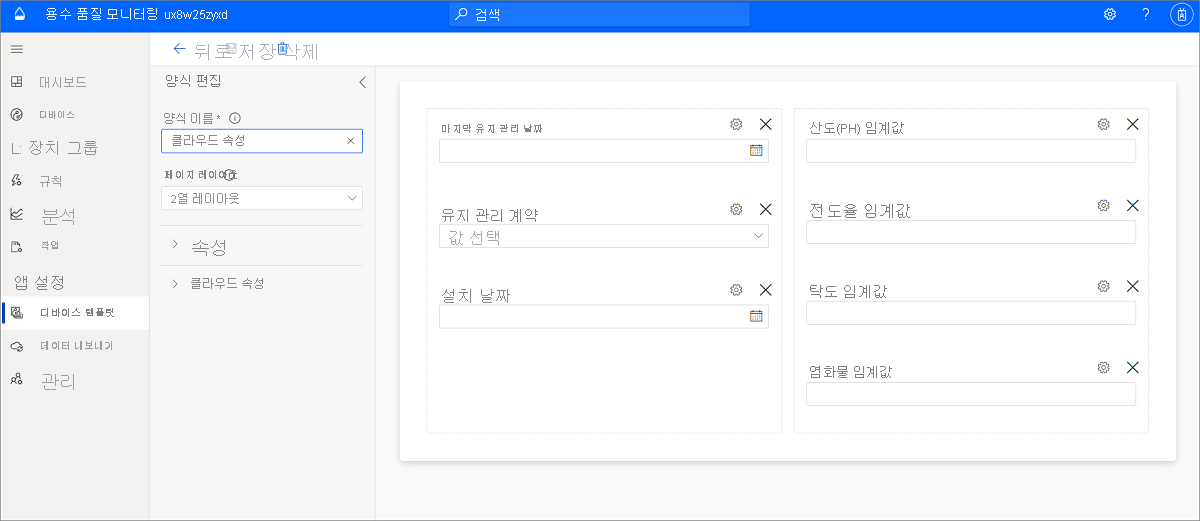 용수 품질 모니터링 ux8w25zyxd
검색
?
뒤로 저장 삭제
대시보드
디바이스
L: 장치 그룹
규칙
분석
작업
앱 설정
디바이스 템플릿
데이터 내보내기
관리
양식 편집
양식 이름 *
클라우드 속성
페이지 레이아웃
2열 레이아웃
속성
클라우드 속성
마지막 유지 관리 날짜
유지 관리 계약
값 선택
설치 날짜
산도(PH) 임계값
전도율 임계값
탁도 임계값
염화물 임계값